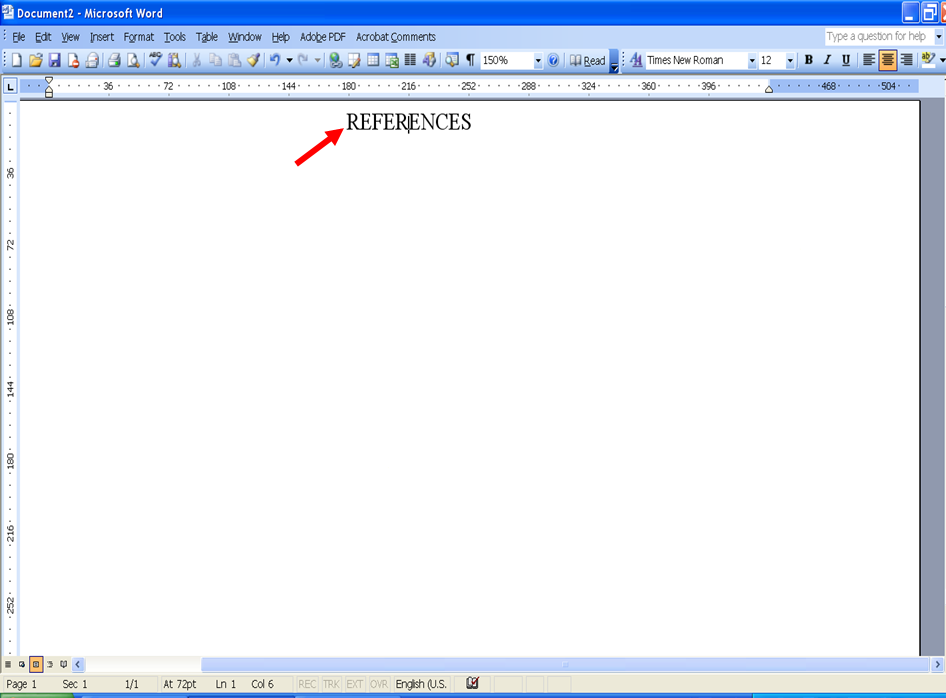 Document2 - Microsoft Word
File Edit View Insert Format Tools Table Window Help Adobe PDF Acrobat Comments Type a question for help
150% Read Times New Roman 12 B I U
L 36 72 108 144 180 216 252 288 324 360 396 468 504
REFERENCES
36
72
108
144
180
216
252
Page 1 Sec 1 1/1 At 72pt Ln 1 Col 6 REC TRK EXT OVR English (U.S.